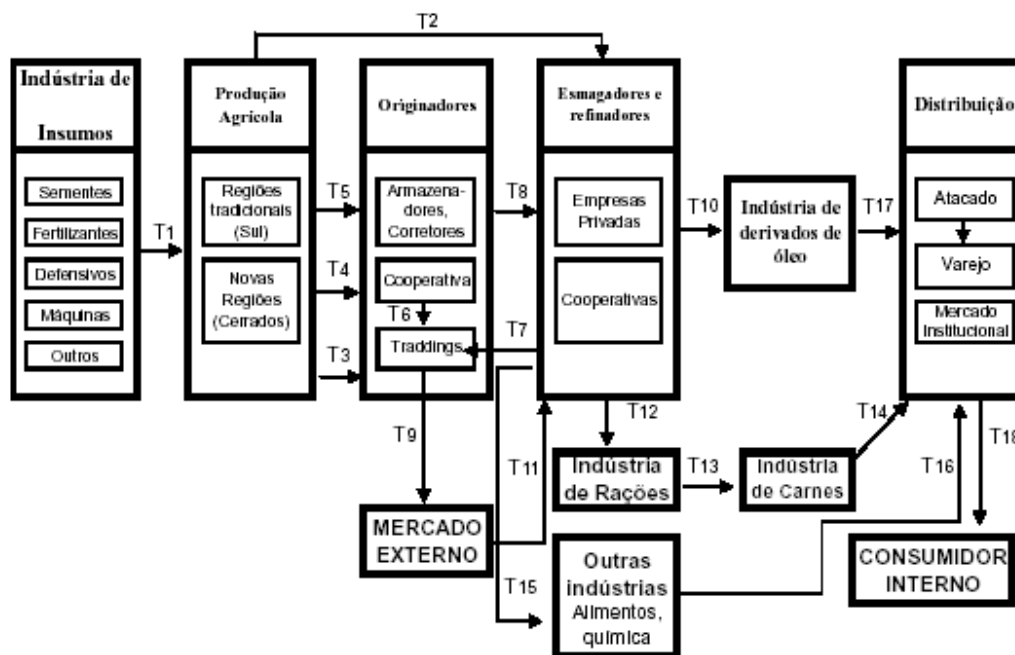 T2
Indústria de
Insumos
Sementes
Fertilizantes
Defensivos
Máquinas
Outros
T1
Produção
Agrícola
Regiões
tradicionais
(Sul)
Novas
Regiões
(Cerrados)
T5
T4
T3
Originadores
Armazena-
dores,
Corretores
Cooperativa
T6
Traddings
T8
T7
Esmagadores e
refinadores
Empresas
Privadas
Cooperativas
T10
Indústria de
derivados de
óleo
T17
Distribuição
Atacado
Varejo
Mercado
Institucional
T9
T11
T12
T14
T16
T18
Indústria
de Rações
T13
Indústria
de Carnes
MERCADO
EXTERNO
T15
Outras
indústrias
Alimentos,
química
CONSUMIDOR
INTERNO